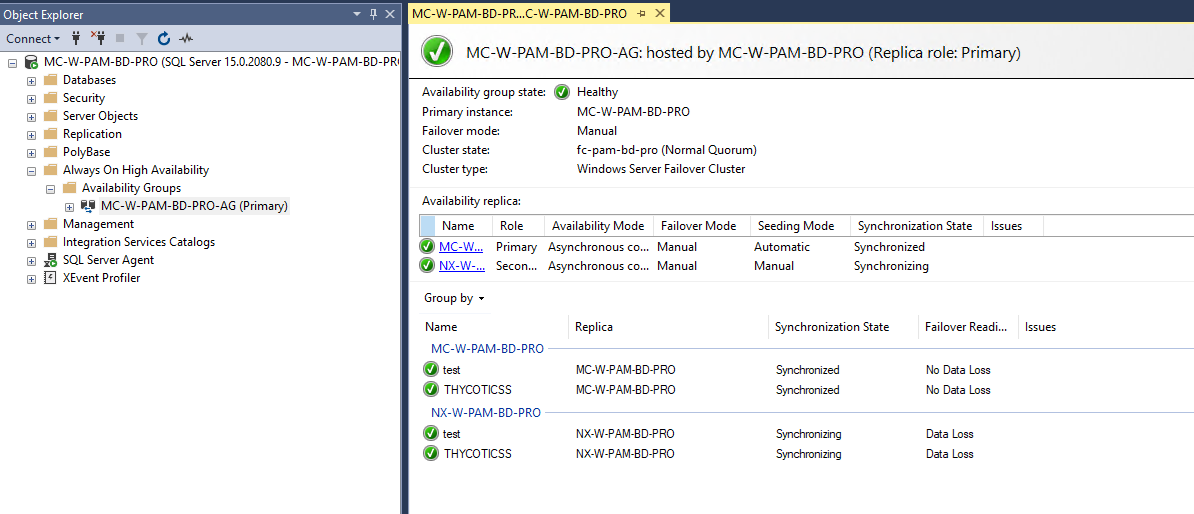 Object Explorer
Connect
MC-W-PAM-BD-PRO (SQL Server 15.0.2080.9 - MC-W-PAM-BD-PR
Databases
Security
Server Objects
Replication
PolyBase
Always On High Availability
Availability Groups
MC-W-PAM-BD-PRO-AG (Primary)
Management
Integration Services Catalogs
SQL Server Agent
XEvent Profiler
MC-W-PAM-BD-PR...C-W-PAM-BD-PRO
MC-W-PAM-BD-PRO-AG: hosted by MC-W-PAM-BD-PRO (Replica role: Primary)
Availability group state: Healthy
Primary instance: MC-W-PAM-BD-PRO
Failover mode: Manual
Cluster state: fc-pam-bd-pro (Normal Quorum)
Cluster type: Windows Server Failover Cluster
Availability replica:
Name Role Availability Mode Failover Mode Seeding Mode Synchronization State Issues
MC-W... Primary Asynchronous co... Manual Automatic Synchronized
NX-W-... Secon... Asynchronous co... Manual Manual Synchronizing
Group by
Name Replica Synchronization State Failover Readi... Issues
MC-W-PAM-BD-PRO
test MC-W-PAM-BD-PRO Synchronized No Data Loss
THYCOTICSS MC-W-PAM-BD-PRO Synchronized No Data Loss
NX-W-PAM-BD-PRO
test NX-W-PAM-BD-PRO Synchronizing Data Loss
THYCOTICSS NX-W-PAM-BD-PRO Synchronizing Data Loss